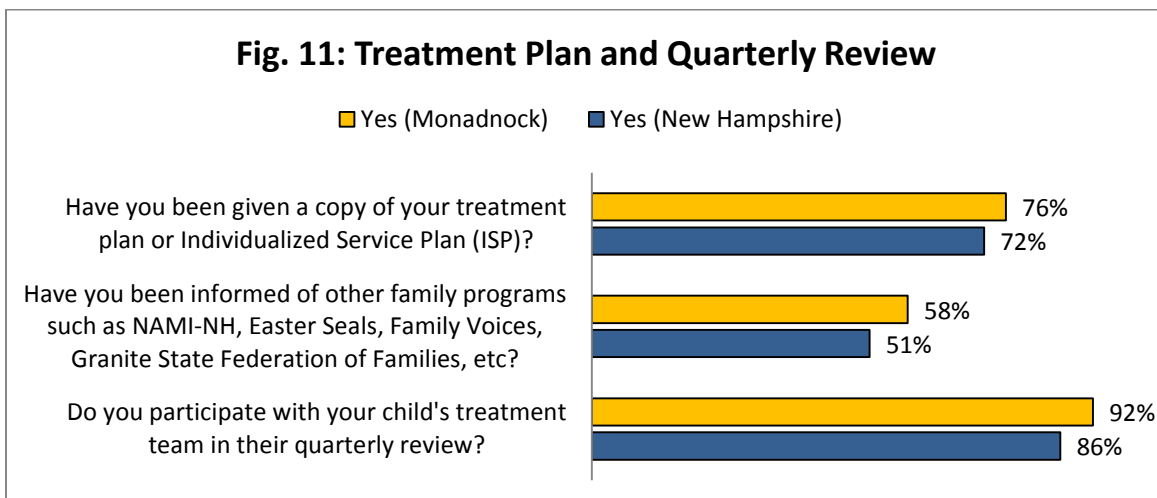 Fig. 11: Treatment Plan and Quarterly Review
Yes (Monadnock) Yes (New Hampshire)
Have you been given a copy of your treatment
plan or Individualized Service Plan (ISP)?
76%
72%
Have you been informed of other family programs
such as NAMI-NH, Easter Seals, Family Voices,
Granite State Federation of Families, etc?
58%
51%
Do you participate with your child's treatment
team in their quarterly review?
92%
86%